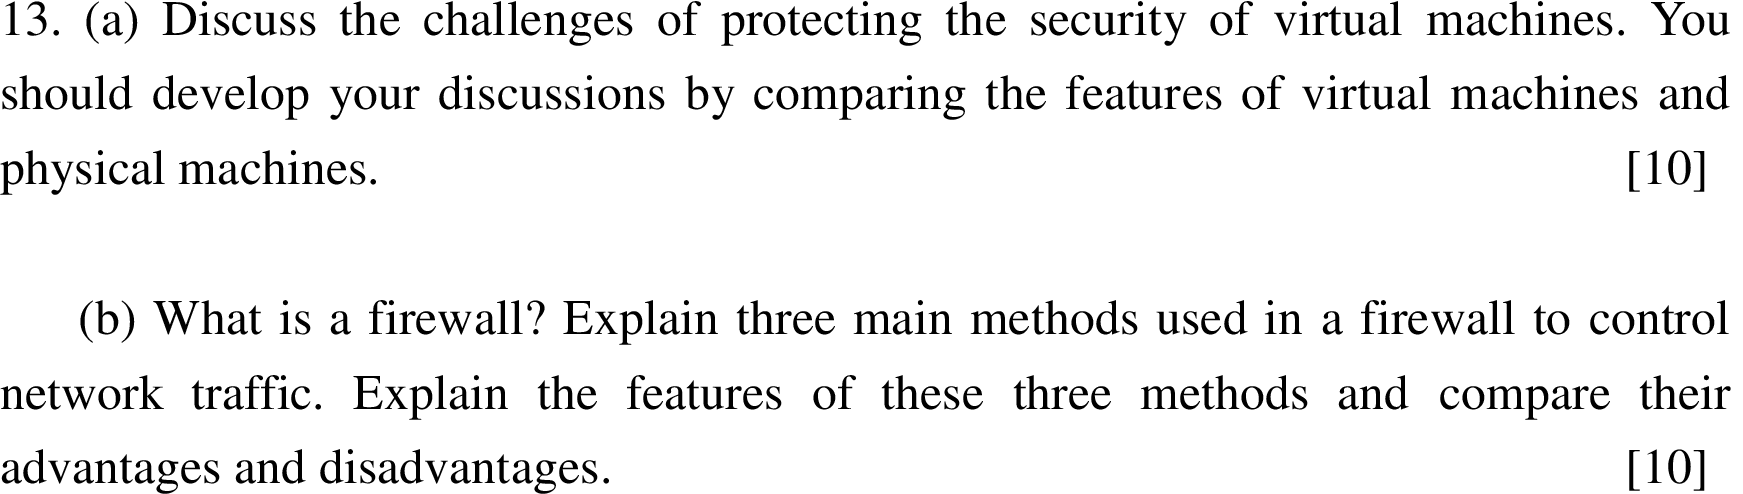 13. (a) Discuss the challenges of protecting the security of virtual machines. You
should develop your discussions by comparing the features of virtual machines and
physical machines. [10]
(b) What is a firewall? Explain three main methods used in a firewall to control
network traffic. Explain the features of these three methods and compare their
advantages and disadvantages. [10]